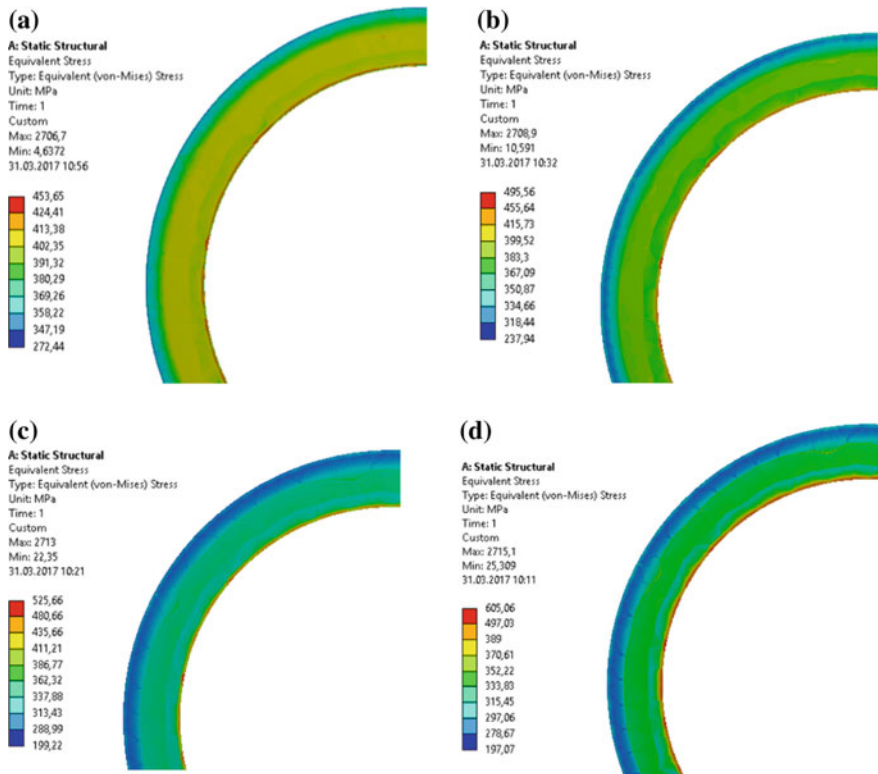 (a)
A: Static Structural
Equivalent Stress
Type: Equivalent (von-Mises) Stress
Unit: MPa
Time: 1
Custom
Max: 2706,7
Min: 4,6372
31.03.2017 10:56
453,65
424,41
413,38
402,35
391,32
380,29
369,26
358,22
347,19
272,44
(b)
A: Static Structural
Equivalent Stress
Type: Equivalent (von-Mises) Stress
Unit: MPa
Time: 1
Custom
Max: 2708,9
Min: 10,591
31.03.2017 10:32
495,56
455,64
415,73
399,52
383,3
367,09
350,87
334,66
318,44
237,94
(c)
A: Static Structural
Equivalent Stress
Type: Equivalent (von-Mises) Stress
Unit: MPa
Time: 1
Custom
Max: 2713
Min: 22,35
31.03.2017 10:21
525,66
480,66
435,66
411,21
386,77
362,32
337,88
313,43
288,99
199,22
(d)
A: Static Structural
Equivalent Stress
Type: Equivalent (von-Mises) Stress
Unit: MPa
Time: 1
Custom
Max: 2715,1
Min: 25,309
31.03.2017 10:11
605,06
497,03
389
370,61
352,22
333,83
315,45
297,06
278,67
197,07